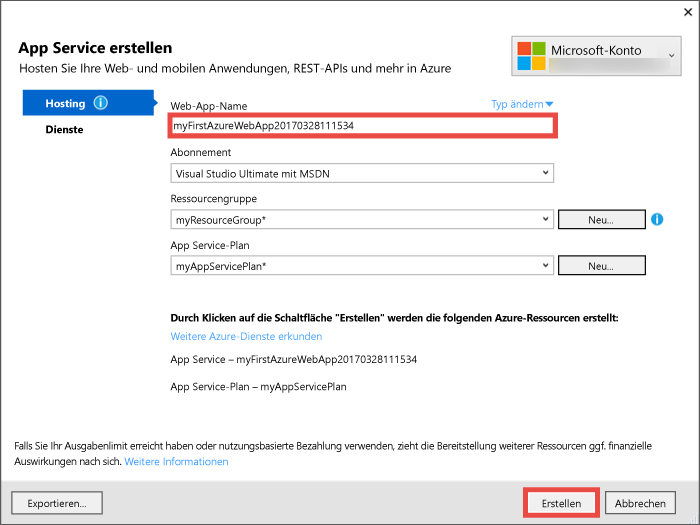 App Service erstellen
Hosten Sie Ihre Web- und mobilen Anwendungen, REST-APIs und mehr in Azure
Microsoft-Konto
Hosting
Dienste
Web-App-Name
Typ ändern
myFirstAzureWebApp20170328111534
Abonnement
Visual Studio Ultimate mit MSDN
Ressourcengruppe
myResourceGroup*
Neu...
App Service-Plan
myAppServicePlan*
Neu...
Durch Klicken auf die Schaltfläche "Erstellen" werden die folgenden Azure-Ressourcen erstellt:
Weitere Azure-Dienste erkunden
App Service – myFirstAzureWebApp20170328111534
App Service-Plan – myAppServicePlan
Falls Sie Ihr Ausgabenlimit erreicht haben oder nutzungsbasierte Bezahlung verwenden, zieht die Bereitstellung weiterer Ressourcen ggf. finanzielle
Auswirkungen nach sich. Weitere Informationen
Exportieren...
Erstellen
Abbrechen